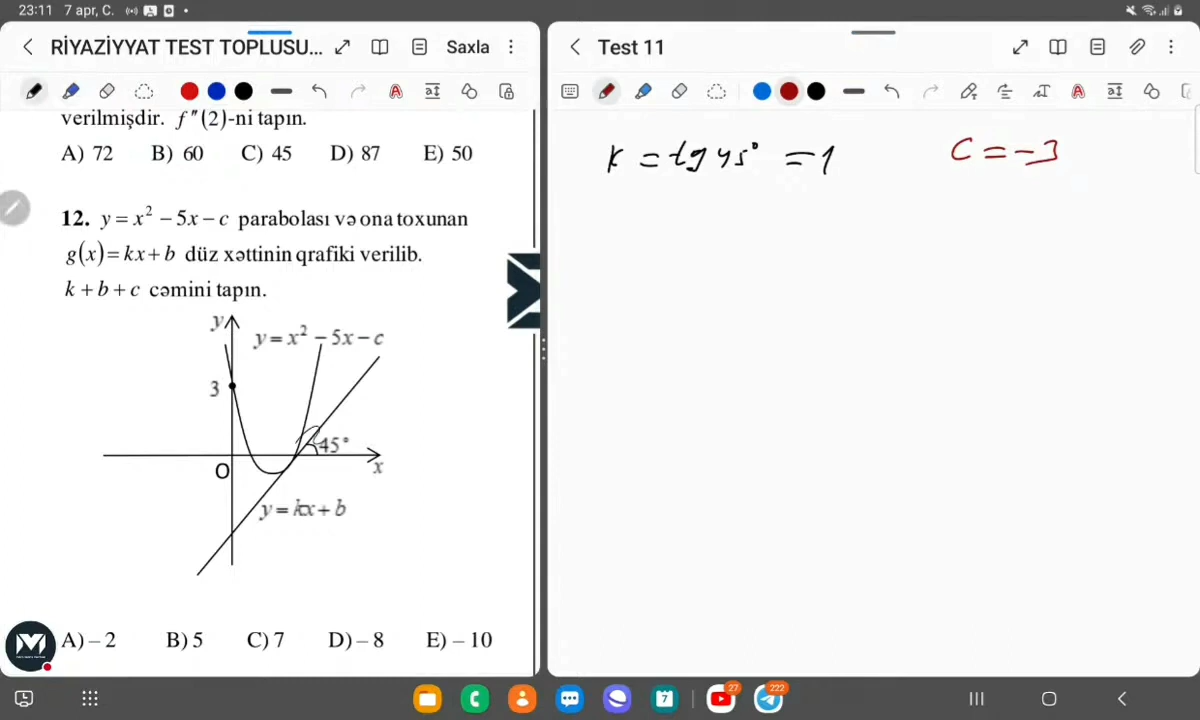 23:11 7 apr, C.
RİYAZİYYAT TEST TOPLUSU... Saxla
Test 11
verilmişdir. f″(2)-ni tapın.
A) 72 B) 60 C) 45 D) 87 E) 50
12. y = x² − 5x − c parabolası və ona toxunan
g(x) = kx + b düz xəttinin qrafiki verilib.
k + b + c cəmini tapın.
y
y = x² − 5x − c
3
45°
O
x
y = kx + b
A) − 2 B) 5 C) 7 D) − 8 E) − 10
K = tg 45° = 1
C = -3
7
27
222